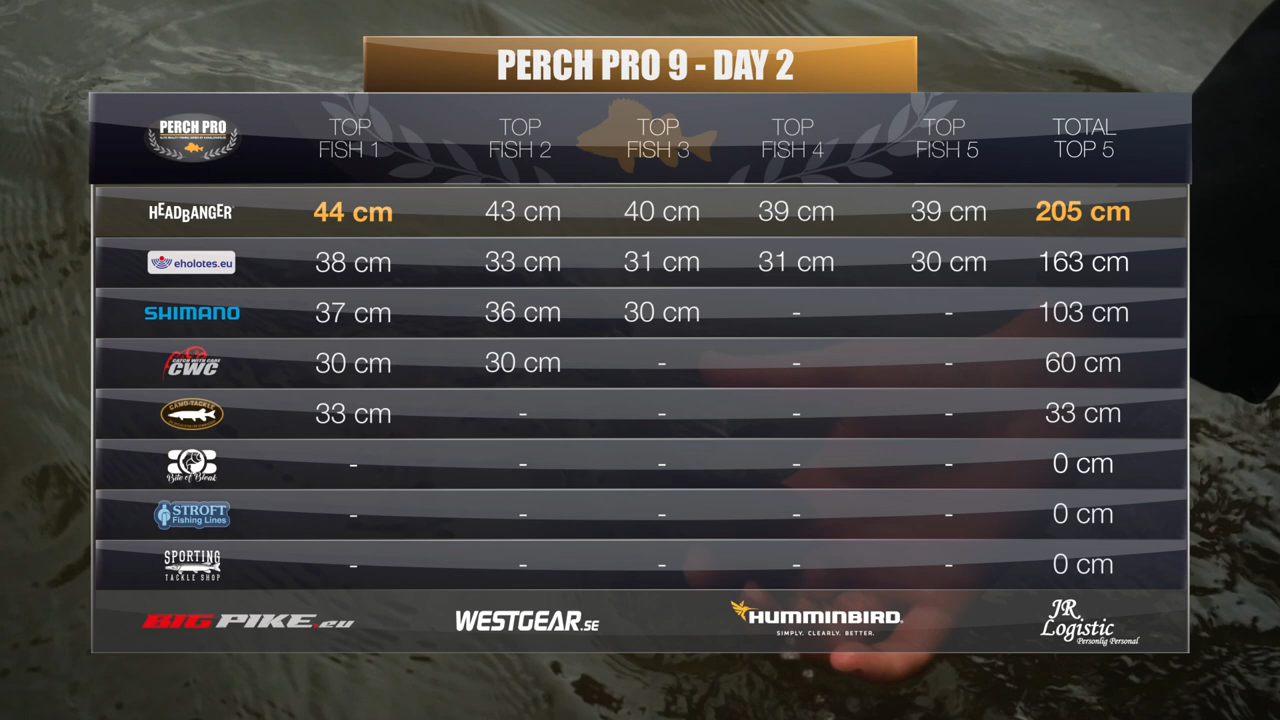 PERCH PRO 9 - DAY 2
PERCH PRO
TOP FISH 1
TOP FISH 2
TOP FISH 3
TOP FISH 4
TOP FISH 5
TOTAL TOP 5
HEADBANGER 44 cm 43 cm 40 cm 39 cm 39 cm 205 cm
eholotes.eu 38 cm 33 cm 31 cm 31 cm 30 cm 163 cm
SHIMANO 37 cm 36 cm 30 cm - - 103 cm
CATCH WITH CARE
CWC 30 cm 30 cm - - - 60 cm
CAMO-TACKLE 33 cm - - - - 33 cm
Bite of Bleak - - - - - 0 cm
STROFT
Fishing Lines - - - - - 0 cm
SPORTING
TACKLE SHOP - - - - - 0 cm
BIG PIKE.eu
WESTGEAR.SE
HUMMINBIRD
SIMPLY. CLEARLY. BETTER.
JR
Logistic
Personlig Personal